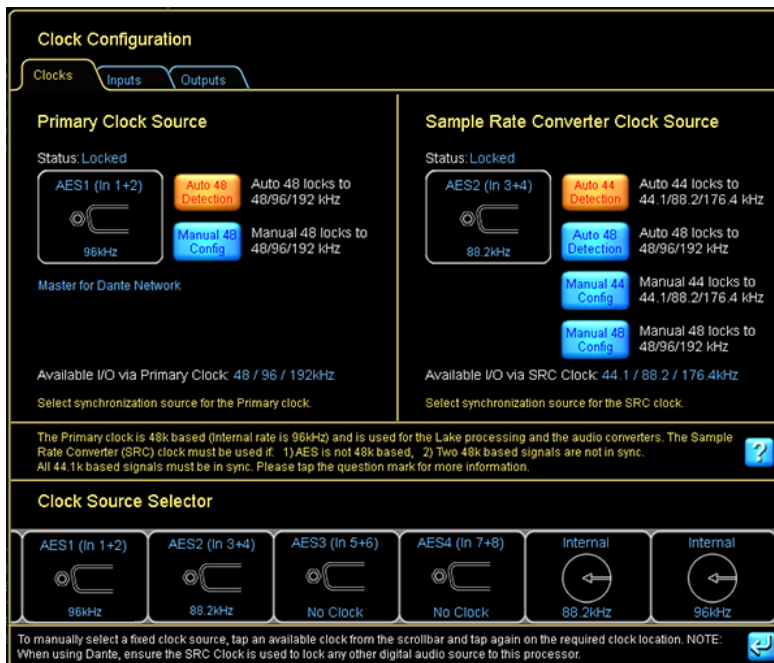 Clock Configuration
Clocks
Inputs
Outputs
Primary Clock Source
Status: Locked
AES1 (In 1+2)
96kHz
Auto 48
Detection
Auto 48 locks to
48/96/192 kHz
Manual 48
Config
Manual 48 locks to
48/96/192 kHz
Master for Dante Network
Available I/O via Primary Clock: 48 / 96 / 192kHz
Select synchronization source for the Primary clock.
Sample Rate Converter Clock Source
Status: Locked
AES2 (In 3+4)
88.2kHz
Auto 44
Detection
Auto 44 locks to
44.1/88.2/176.4 kHz
Auto 48
Detection
Auto 48 locks to
48/96/192 kHz
Manual 44
Config
Manual 44 locks to
44.1/88.2/176.4 kHz
Manual 48
Config
Manual 48 locks to
48/96/192 kHz
Available I/O via SRC Clock: 44.1 / 88.2 / 176.4kHz
Select synchronization source for the SRC clock.
The Primary clock is 48k based (Internal rate is 96kHz) and is used for the Lake processing and the audio converters. The Sample
Rate Converter (SRC) clock must be used if: 1) AES is not 48k based, 2) Two 48k based signals are not in sync.
All 44.1k based signals must be in sync. Please tap the question mark for more information.
?
Clock Source Selector
AES1 (In 1+2)
96kHz
AES2 (In 3+4)
88.2kHz
AES3 (In 5+6)
No Clock
AES4 (In 7+8)
No Clock
Internal
88.2kHz
Internal
96kHz
To manually select a fixed clock source, tap an available clock from the scrollbar and tap again on the required clock location. NOTE:
When using Dante, ensure the SRC Clock is used to lock any other digital audio source to this processor.